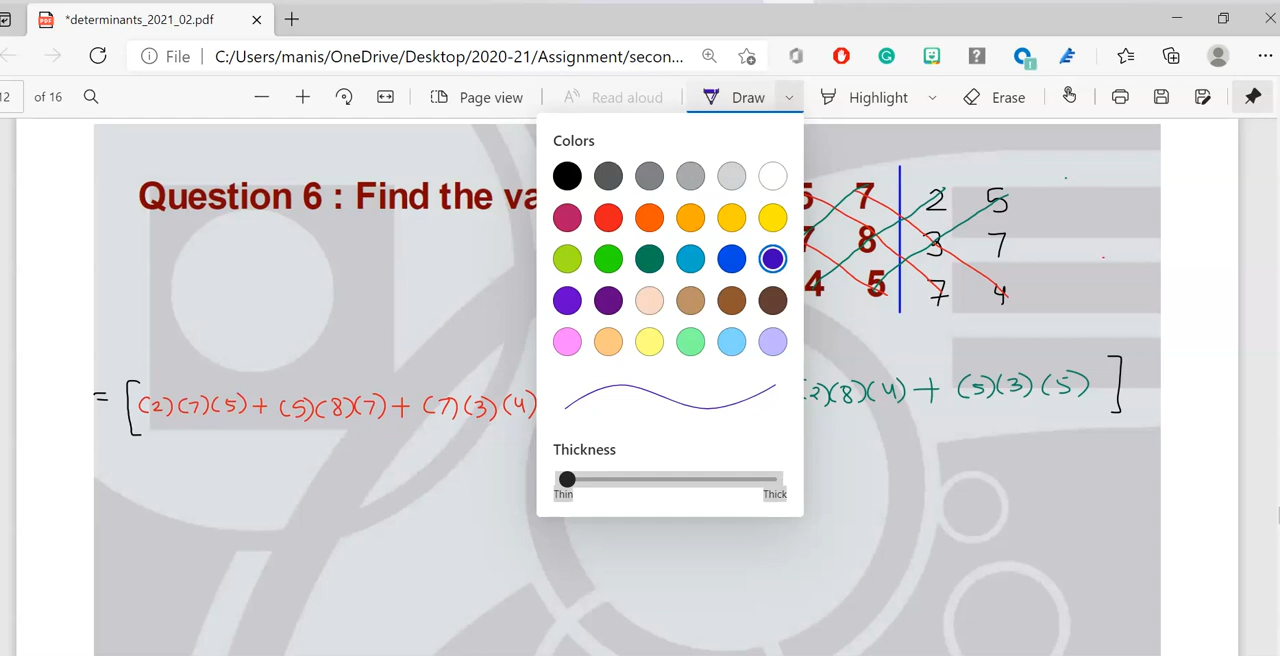 *determinants_2021_02.pdf
File C:/Users/manis/OneDrive/Desktop/2020-21/Assignment/secon...
12 of 16 Page view Read aloud Draw Highlight Erase
Colors
Question 6 : Find the va
5 7 2 5
7 8 3 7
4 5 7 4
= [(2)(7)(5) + (5)(8)(7) + (7)(3)(4)
2)(8)(4) + (5)(3)(5)]
Thickness
Thin Thick